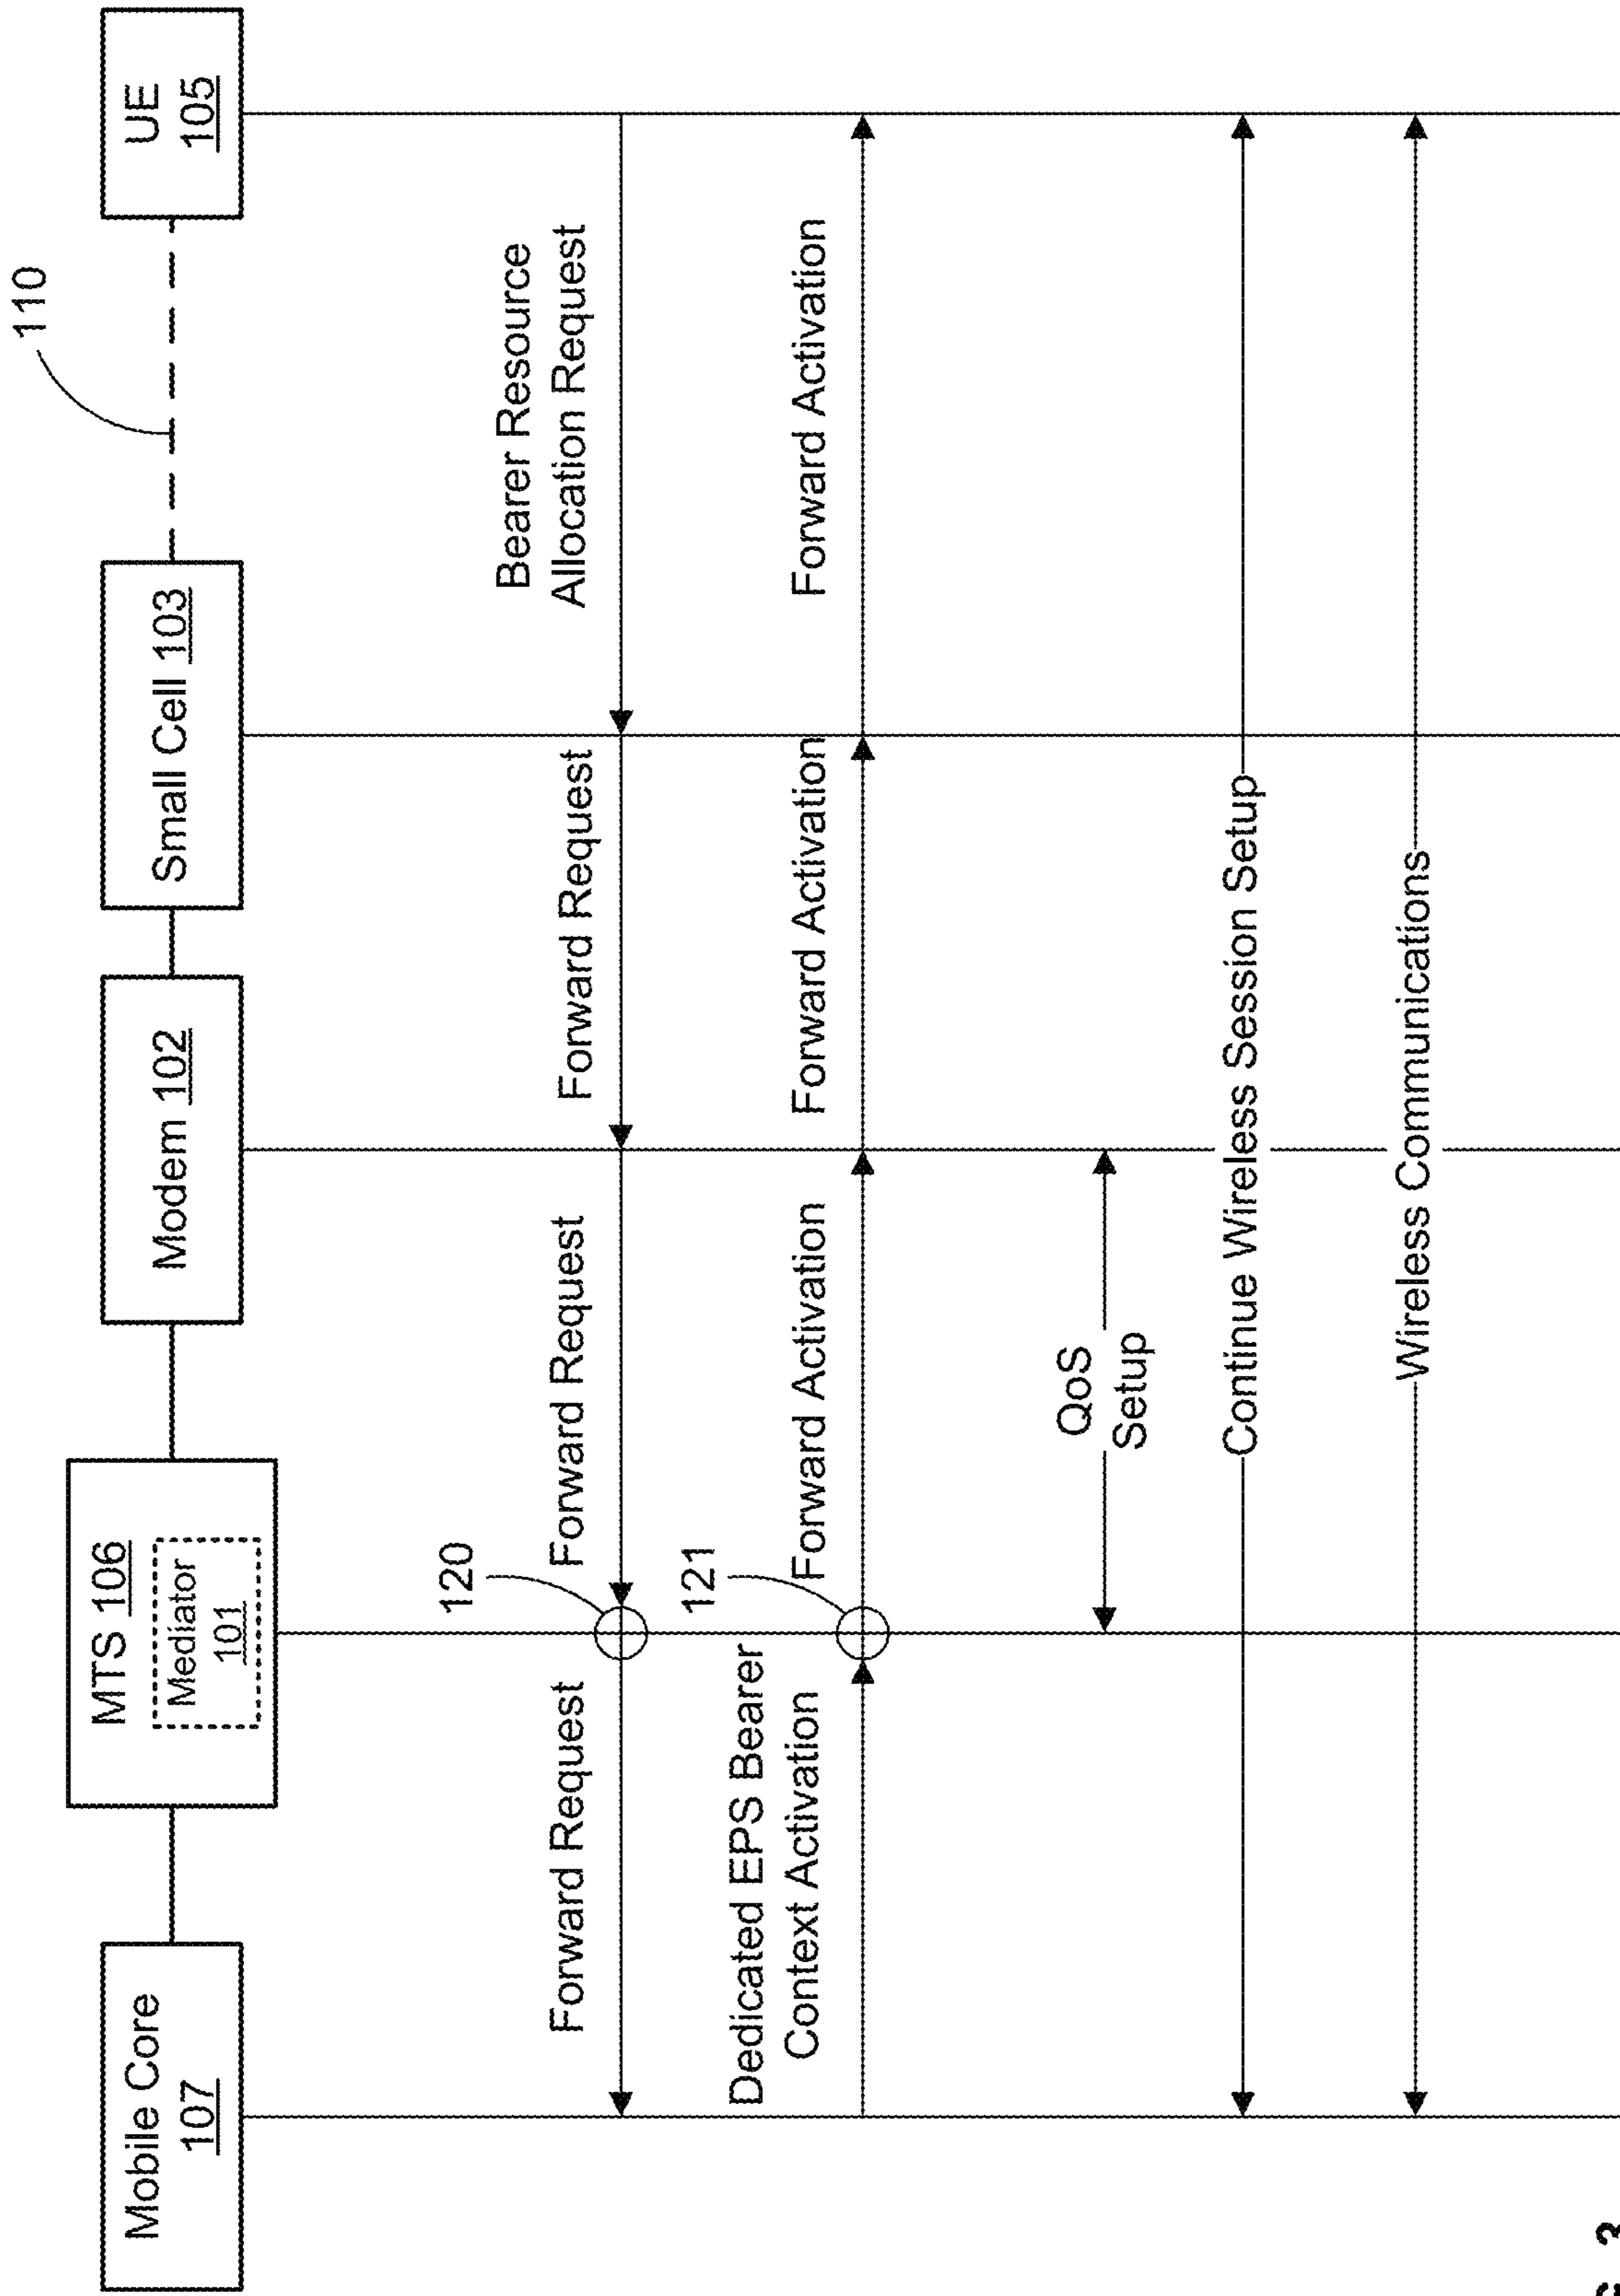 110
Mobile Core
107
MTS 106
Mediator
101
Modem 102
Small Cell 103
UE
105
Bearer Resource
Allocation Request
Forward Request
Forward Request
Forward Request
120
Dedicated EPS Bearer
Context Activation
121
Forward Activation
Forward Activation
Forward Activation
QoS
Setup
Continue Wireless Session Setup
Wireless Communications